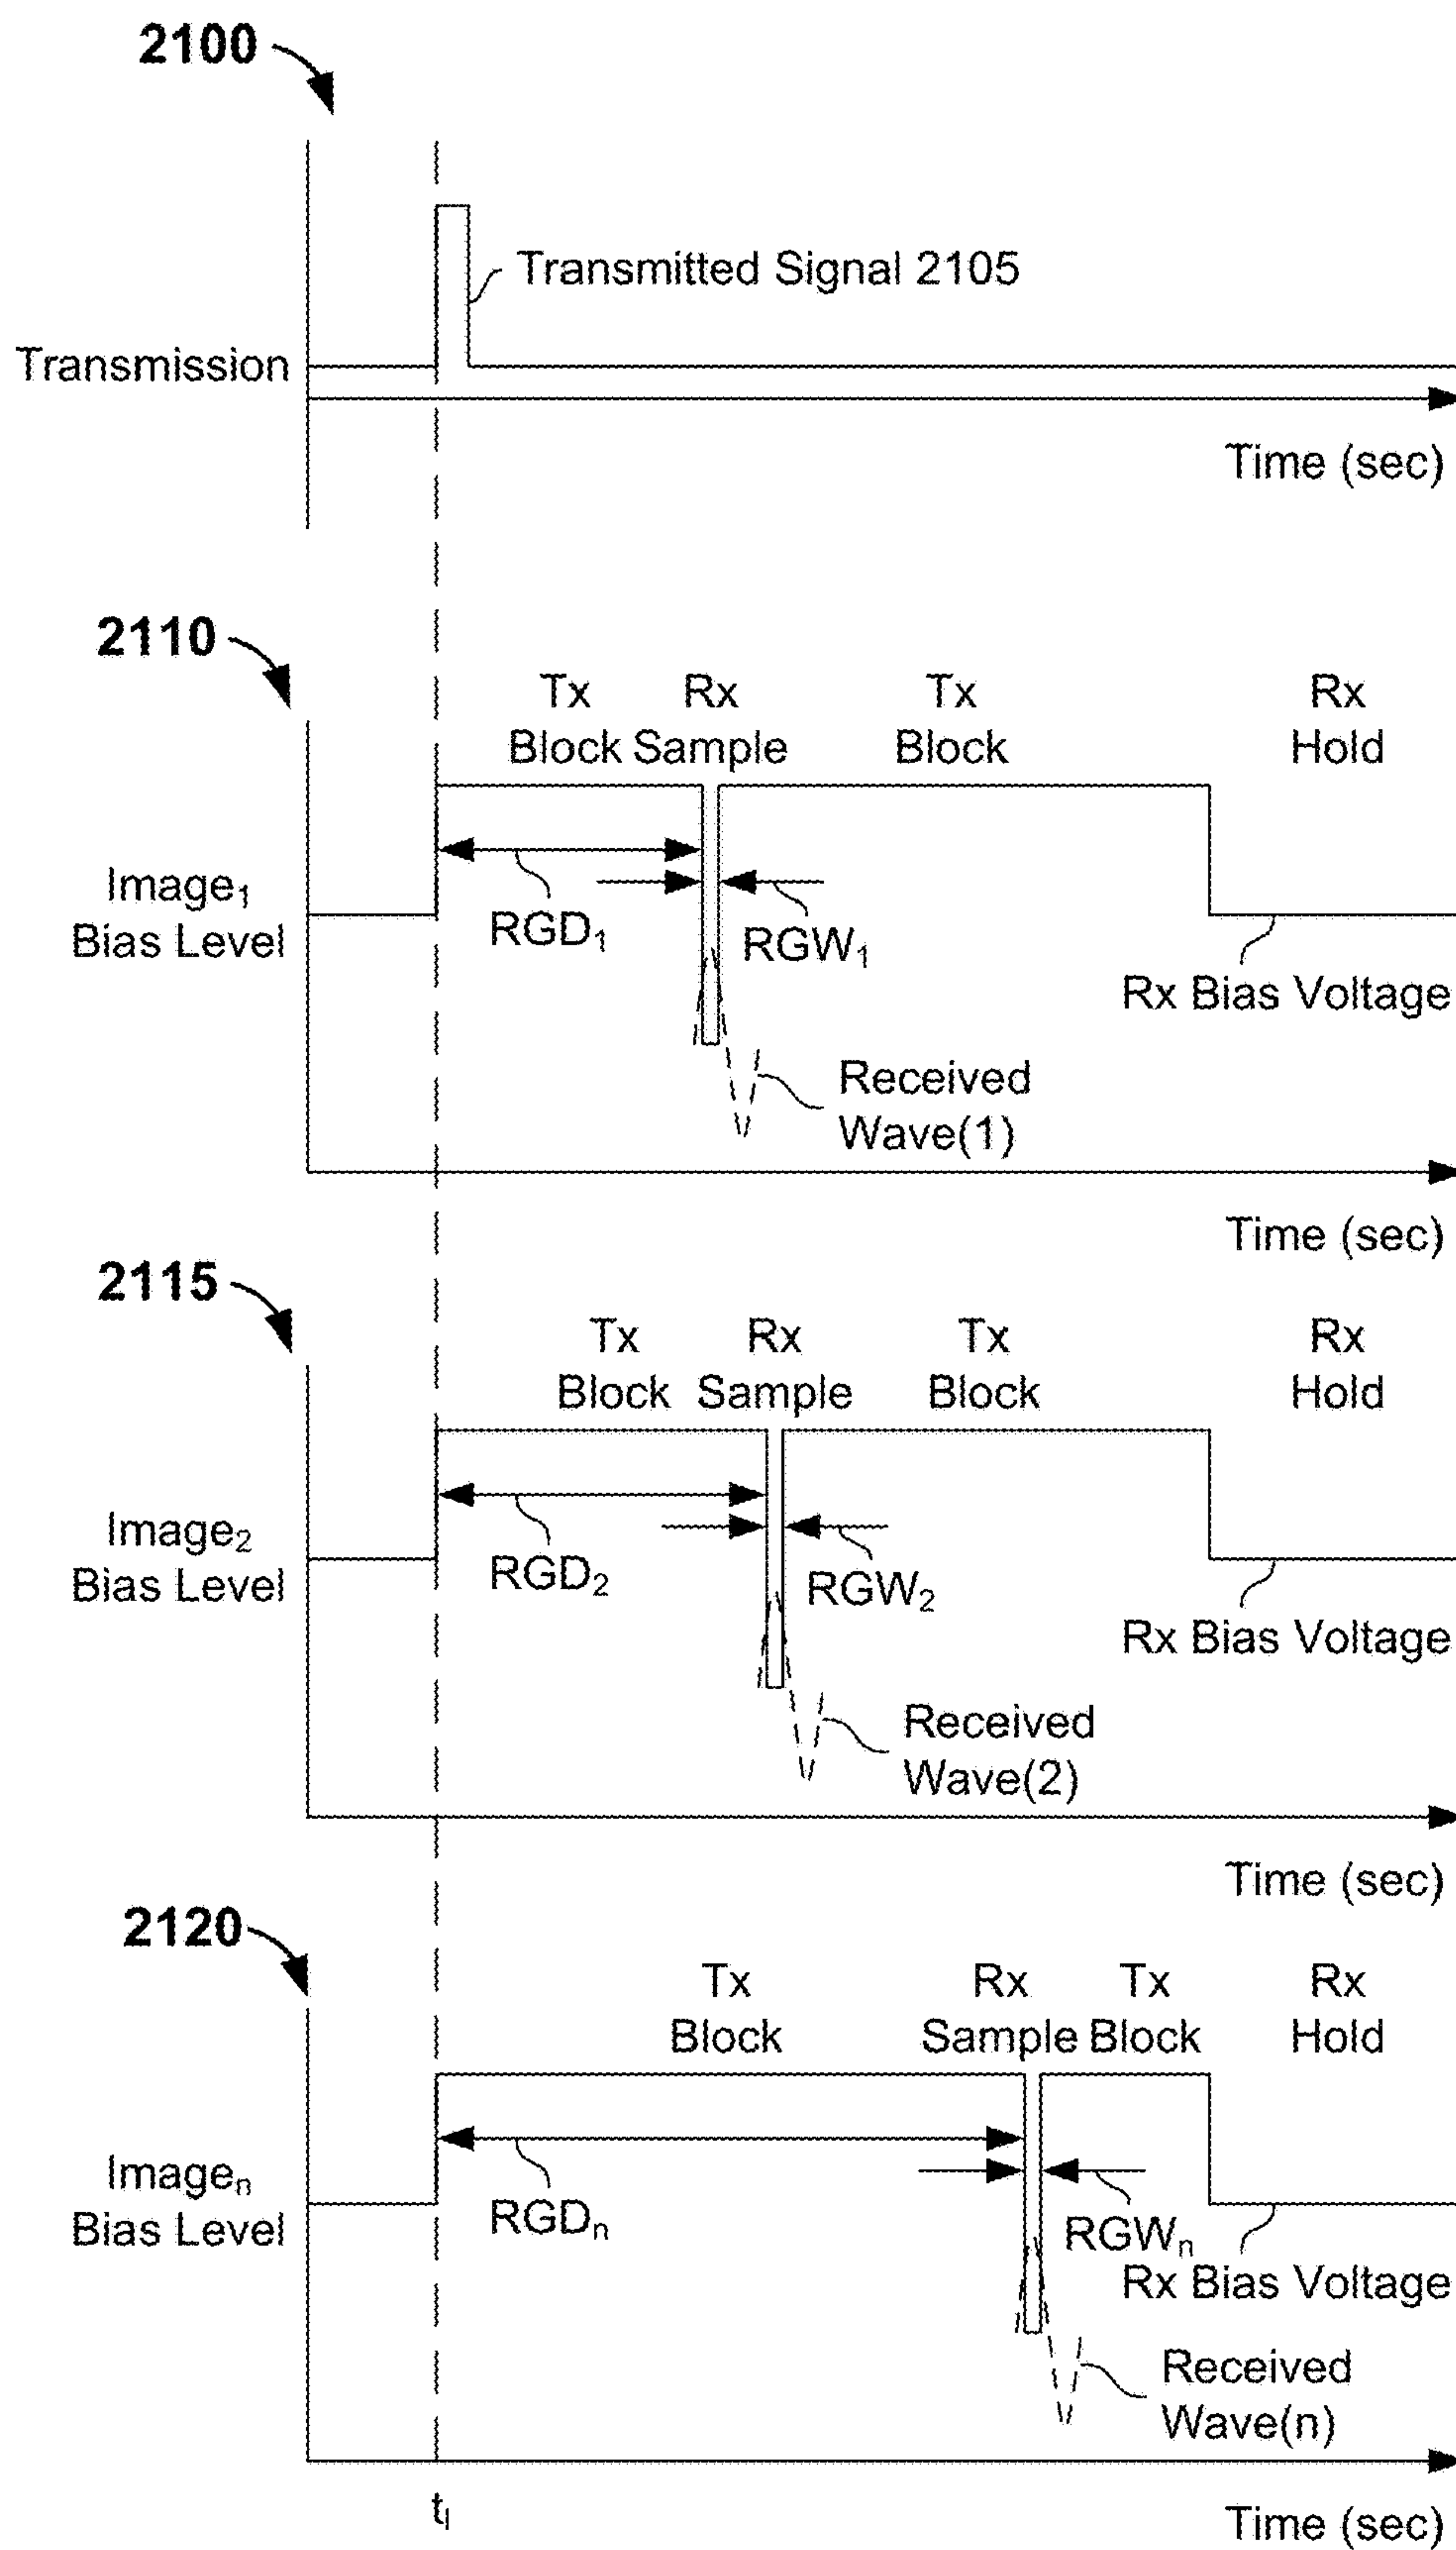 2100
Transmitted Signal 2105
Transmission
Time (sec)
2110
Tx Rx Tx Rx
Block Sample Block Hold
Image₁
Bias Level
RGD₁
RGW₁
Rx Bias Voltage
Received
Wave(1)
Time (sec)
2115
Tx Rx Tx Rx
Block Sample Block Hold
Image₂
Bias Level
RGD₂
RGW₂
Rx Bias Voltage
Received
Wave(2)
Time (sec)
2120
Tx Rx Tx Rx
Block Sample Block Hold
Imageₙ
Bias Level
RGDₙ
RGWₙ
Rx Bias Voltage
Received
Wave(n)
tₗ
Time (sec)